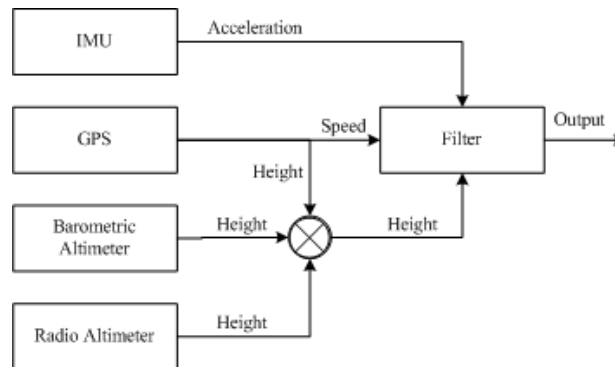 IMU
Acceleration
GPS
Speed
Filter
Output
Height
Barometric
Altimeter
Height
Height
Radio Altimeter
Height